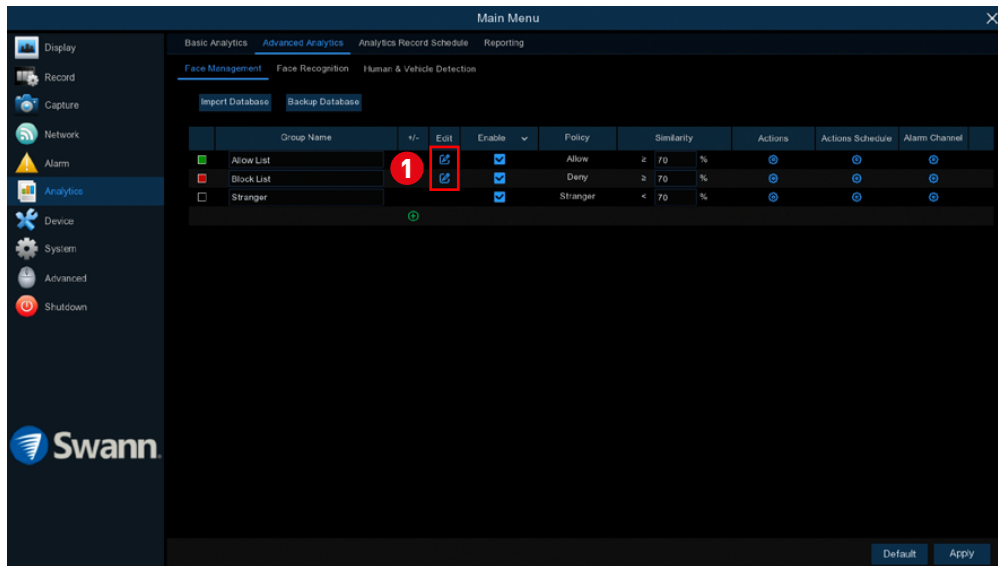 Main Menu
Display
Record
Capture
Network
Alarm
Analytics
Device
System
Advanced
Shutdown
Swann
Basic Analytics Advanced Analytics Analytics Record Schedule Reporting
Face Management Face Recognition Human & Vehicle Detection
Import Database Backup Database
Group Name +/- Edit Enable Policy Similarity Actions Actions Schedule Alarm Channel
Allow List Allow ≥ 70 %
1
Block List Deny ≥ 70 %
Stranger Stranger < 70 %
Default Apply